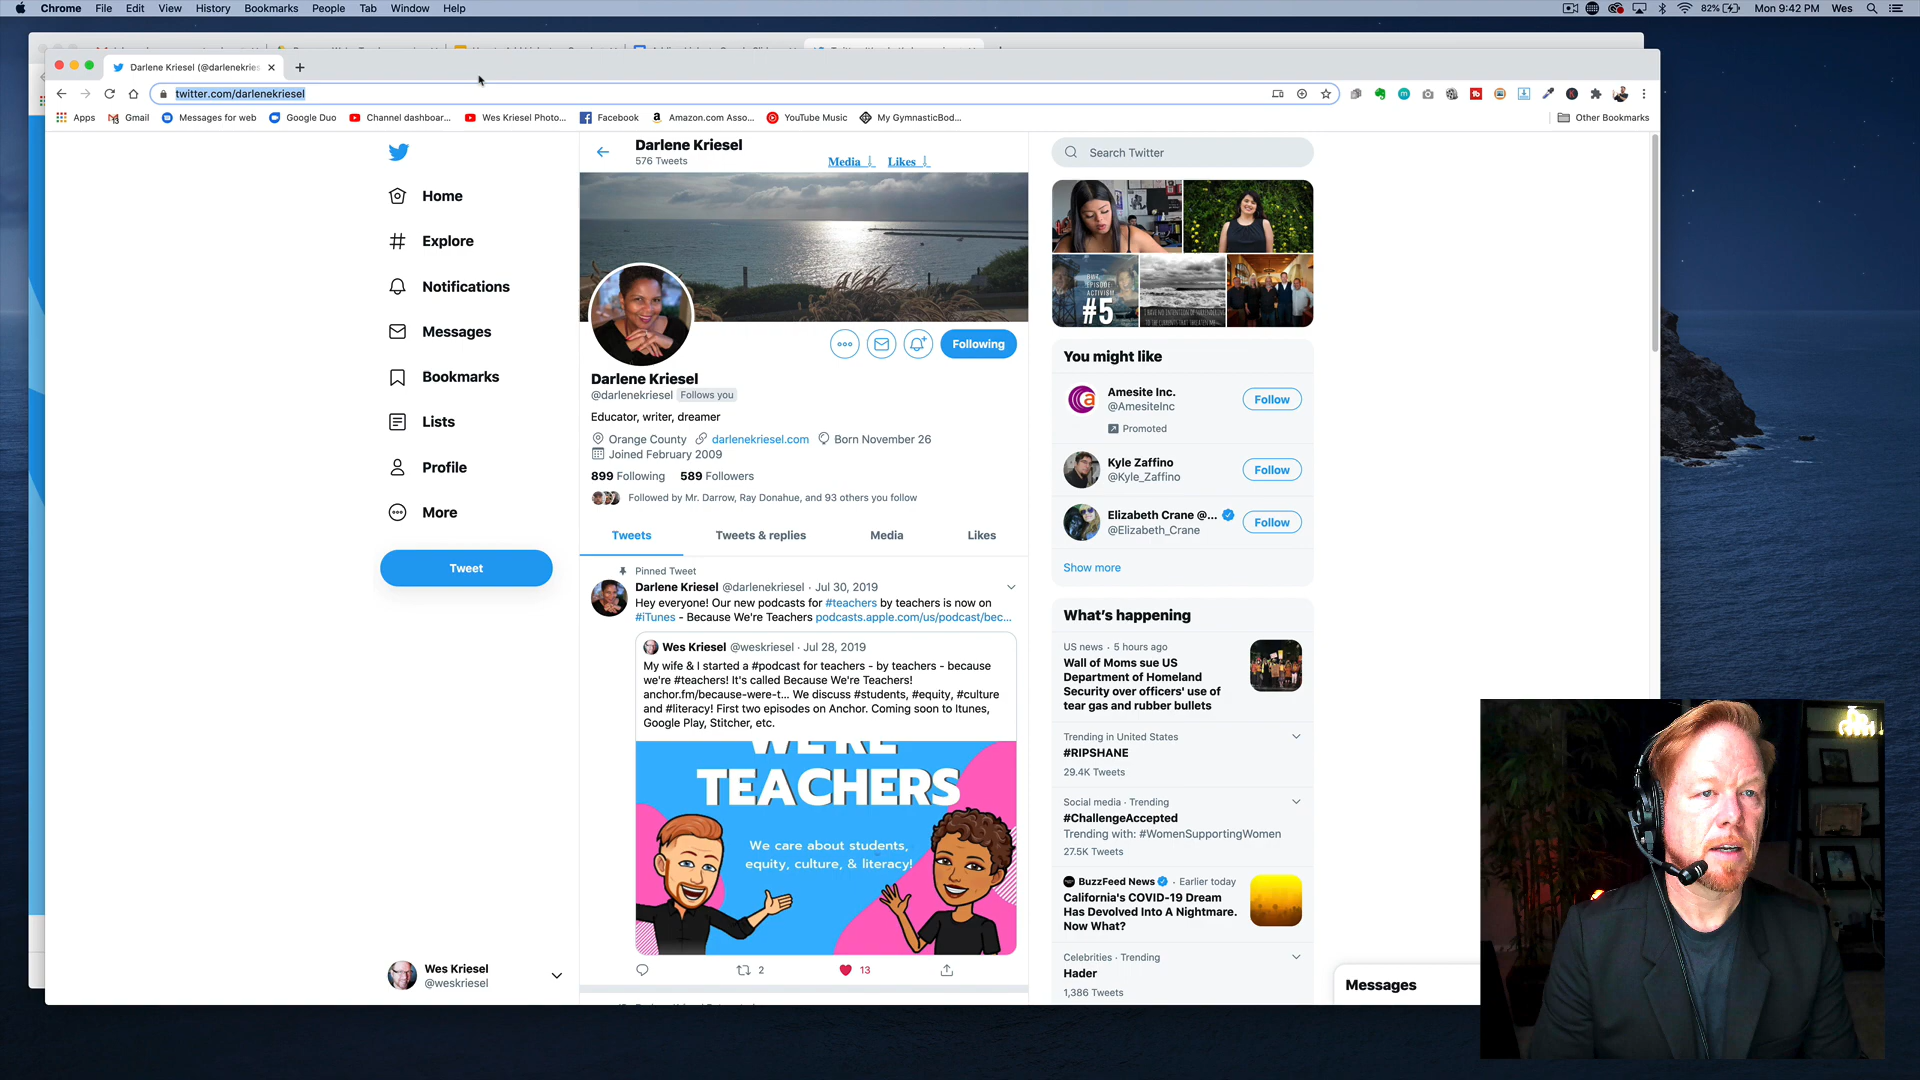 Chrome File Edit View History Bookmarks People Tab Window Help
82% Mon 9:42 PM Wes
Darlene Kriesel (@darlenekries
twitter.com/darlenekriesel
Apps Gmail Messages for web Google Duo Channel dashboar... Wes Kriesel Photo... Facebook Amazon.com Asso... YouTube Music My GymnasticBod... Other Bookmarks
Home
Explore
Notifications
Messages
Bookmarks
Lists
Profile
More
Tweet
Wes Kriesel
@weskriesel
Darlene Kriesel
576 Tweets
Media Likes
Following
Darlene Kriesel
@darlenekriesel Follows you
Educator, writer, dreamer
Orange County darlenekriesel.com Born November 26
Joined February 2009
899 Following 589 Followers
Followed by Mr. Darrow, Ray Donahue, and 93 others you follow
Tweets Tweets & replies Media Likes
Pinned Tweet
Darlene Kriesel @darlenekriesel · Jul 30, 2019
Hey everyone! Our new podcasts for #teachers by teachers is now on
#iTunes - Because We're Teachers podcasts.apple.com/us/podcast/bec...
Wes Kriesel @weskriesel · Jul 28, 2019
My wife & I started a #podcast for teachers - by teachers - because
we're #teachers! It's called Because We're Teachers!
anchor.fm/because-were-t... We discuss #students, #equity, #culture
and #literacy! First two episodes on Anchor. Coming soon to Itunes,
Google Play, Stitcher, etc.
WE'RE
TEACHERS
We care about students,
equity, culture, & literacy!
2 13
Search Twitter
EPISODE
ACTIVISM
#5
You might like
Amesite Inc.
@AmesiteInc
Follow
Promoted
Kyle Zaffino
@Kyle_Zaffino
Follow
Elizabeth Crane @...
@Elizabeth_Crane
Follow
Show more
What's happening
US news · 5 hours ago
Wall of Moms sue US
Department of Homeland
Security over officers' use of
tear gas and rubber bullets
Trending in United States
#RIPSHANE
29.4K Tweets
Social media · Trending
#ChallengeAccepted
Trending with: #WomenSupportingWomen
27.5K Tweets
BuzzFeed News · Earlier today
California's COVID-19 Dream
Has Devolved Into A Nightmare.
Now What?
Celebrities · Trending
Hader
1,386 Tweets
Messages